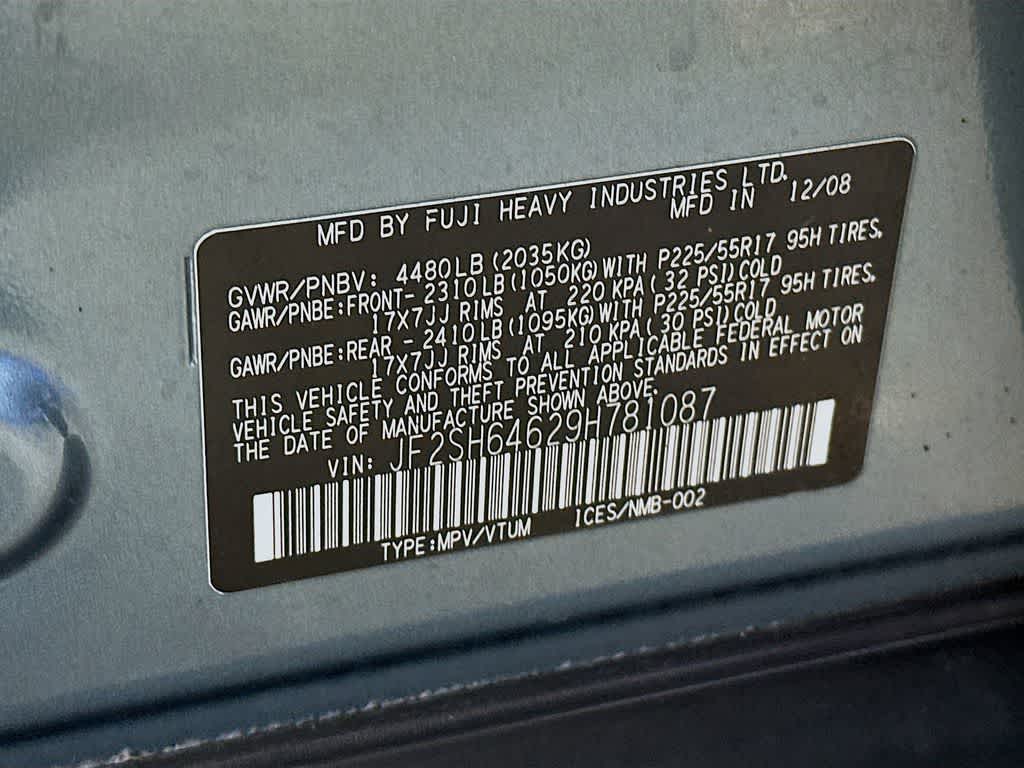 MFD BY FUJI HEAVY INDUSTRIES LTD.
MFD IN 12/08
GVWR/PNBV: 4480LB(2035KG)
GAWR/PNBE:FRONT- 2310LB(1050KG)WITH P225/55R17 95H TIRES,
17X7JJ RIMS AT 220 KPA( 32 PSI)COLD
GAWR/PNBE:REAR - 2410LB(1095KG)WITH P225/55R17 95H TIRES,
17X7JJ RIMS AT 210 KPA( 30 PSI)COLD
THIS VEHICLE CONFORMS TO ALL APPLICABLE FEDERAL MOTOR
VEHICLE SAFETY AND THEFT PREVENTION STANDARDS IN EFFECT ON
THE DATE OF MANUFACTURE SHOWN ABOVE.
VIN: JF2SH64629H781087
TYPE:MPV/VTUM ICES/NMB-002